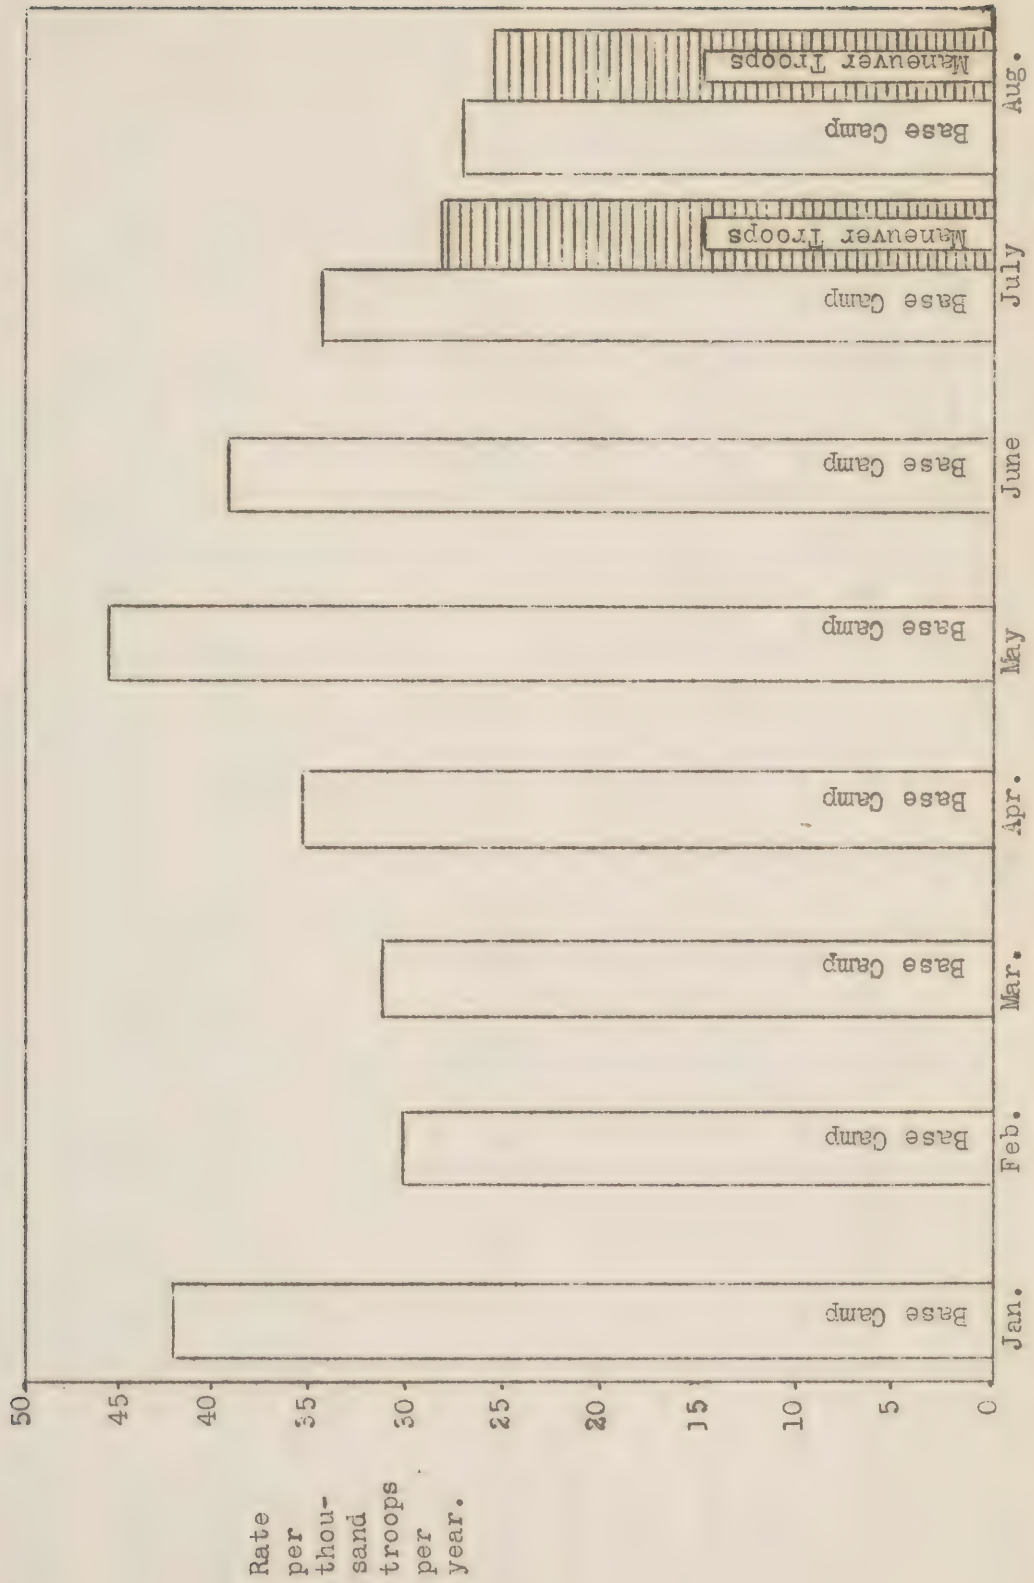 50
45
40
35
30
25
20
15
10
5
0
Rate
per
thou-
sand
troops
per
year.
Base Camp
Base Camp
Base Camp
Base Camp
Base Camp
Base Camp
Base Camp
Maneuver Troops
Base Camp
Maneuver Troops
Jan.
Feb.
Mar.
Apr.
May
June
July
Aug.